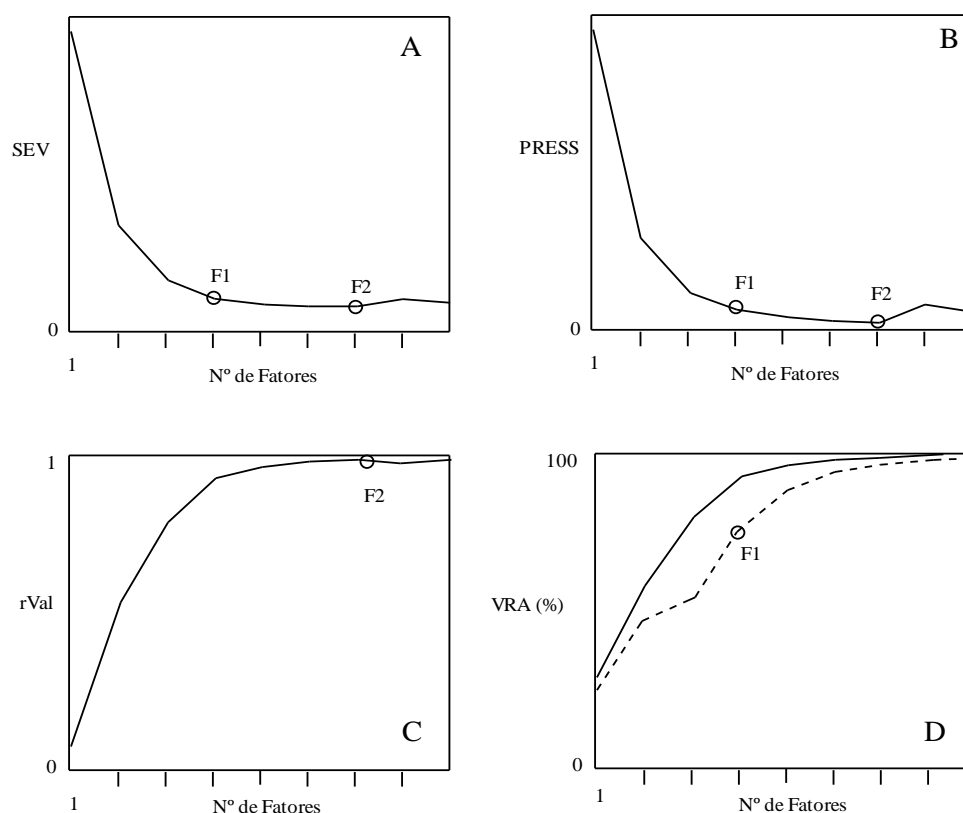 A
SEV
F1
F2
0
1
Nº de Fatores
B
PRESS
F1
F2
0
1
Nº de Fatores
1
rVal
F2
C
0
1
Nº de Fatores
100
VRA (%)
F1
D
0
1
Nº de Fatores